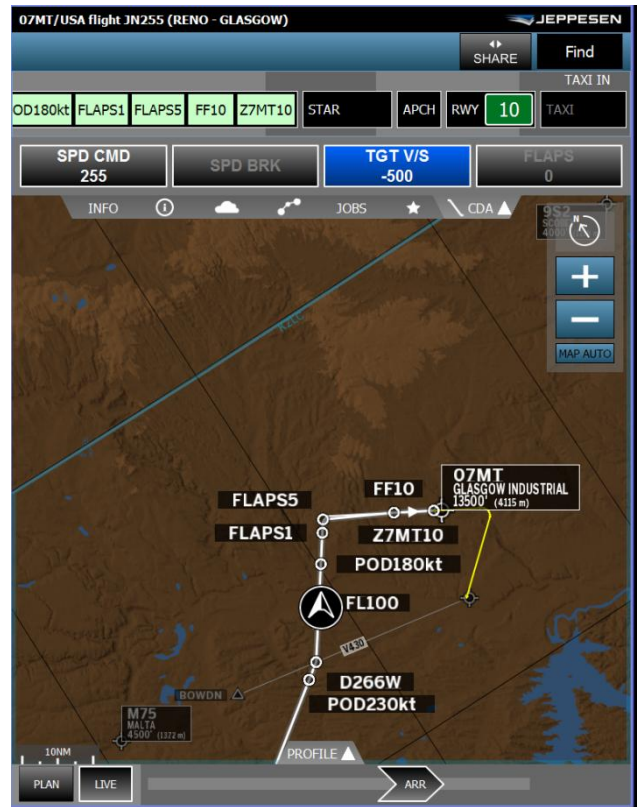 07MT/USA flight JN255 (RENO - GLASGOW)
JEPPESEN
SHARE
Find
TAXI IN
OD180kt FLAPS1 FLAPS5 FF10 Z7MT10 STAR APCH RWY 10 TAXI
SPD CMD
255
SPD BRK
TGT V/S
-500
FLAPS
0
INFO
JOBS
CDA
9S2
4000'
N
MAP AUTO
KZLC
07MT
GLASGOW INDUSTRIAL
13500' (4115 m)
FF10
FLAPS5
FLAPS1
Z7MT10
POD180kt
FL100
V430
BOWDN
D266W
POD230kt
M75
MALTA
4500' (1372 m)
10NM
PROFILE
PLAN
LIVE
ARR